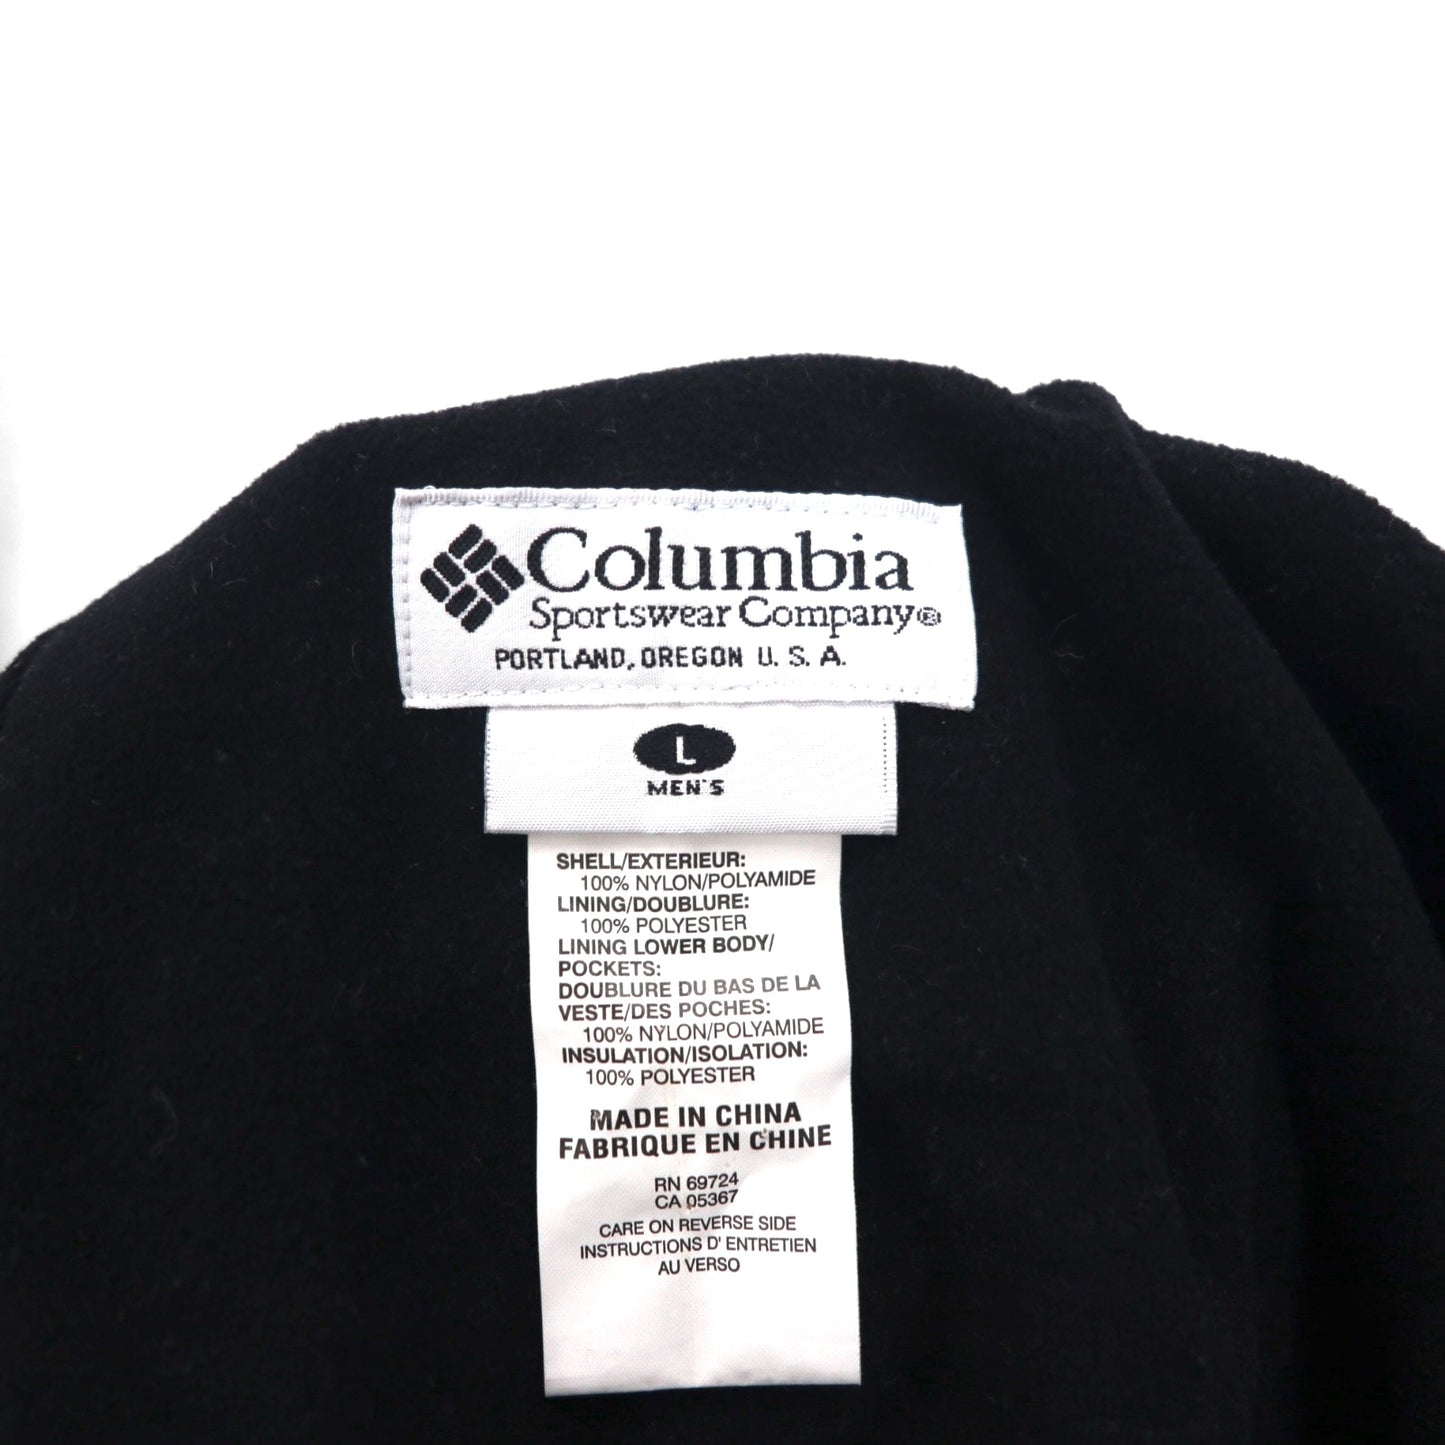 Columbia
Sportswear Company®
PORTLAND, OREGON U. S. A.
L
MEN'S
SHELL/EXTERIEUR:
100% NYLON/POLYAMIDE
LINING/DOUBLURE:
100% POLYESTER
LINING LOWER BODY/
POCKETS:
DOUBLURE DU BAS DE LA
VESTE/DES POCHES:
100% NYLON/POLYAMIDE
INSULATION/ISOLATION:
100% POLYESTER
MADE IN CHINA
FABRIQUE EN CHINE
RN 69724
CA 05367
CARE ON REVERSE SIDE
INSTRUCTIONS D' ENTRETIEN
AU VERSO